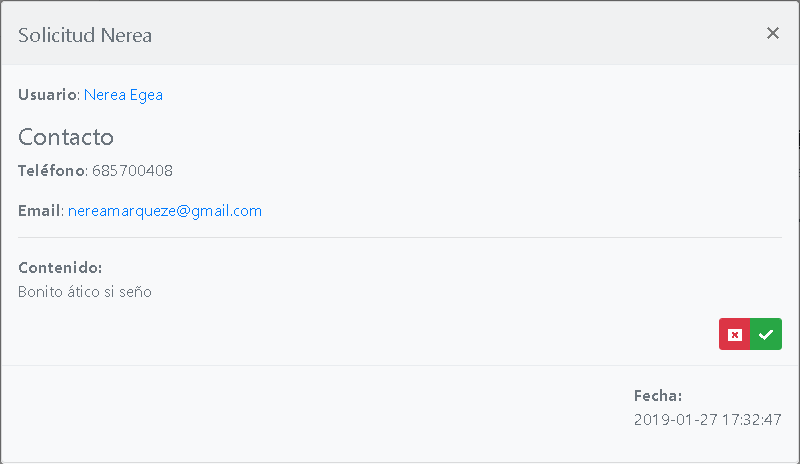 Solicitud Nerea
×
Usuario: Nerea Egea
Contacto
Teléfono: 685700408
Email: nereamarqueze@gmail.com
Contenido:
Bonito ático si seño
Fecha:
2019-01-27 17:32:47